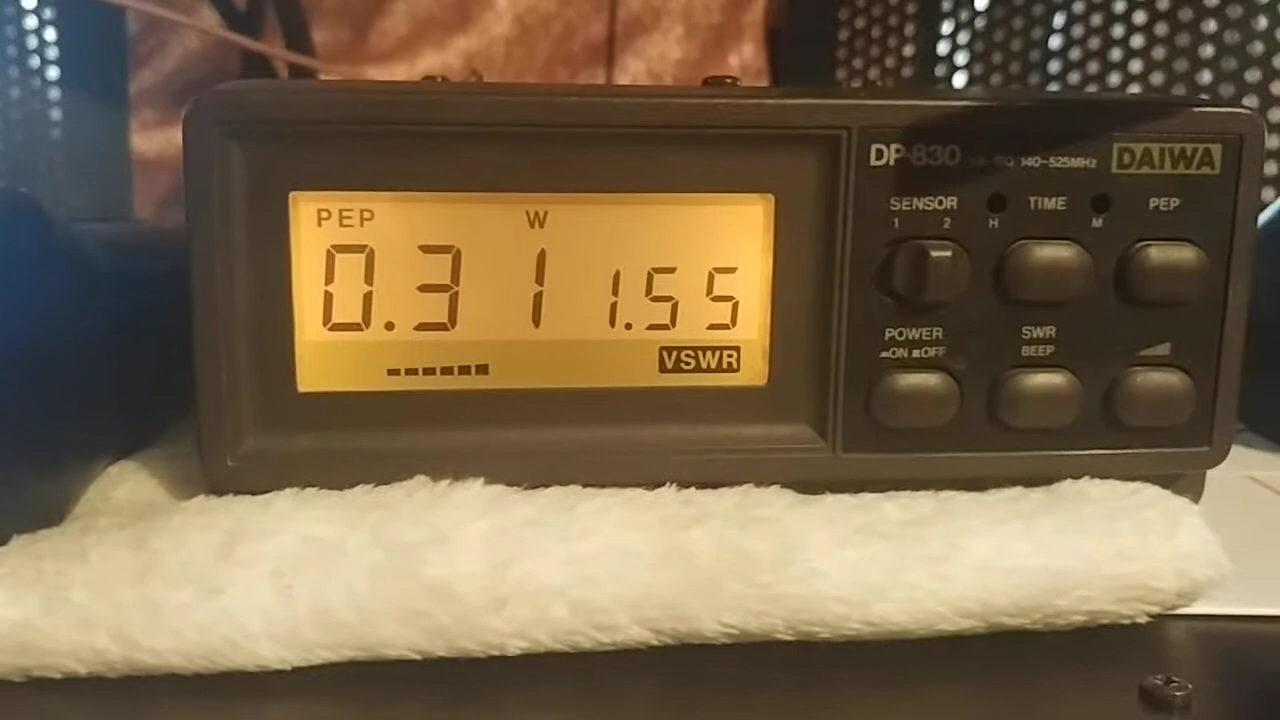 PEP W
0.31 1.55
VSWR
DP-830 140-525MHz DAIWA
SENSOR TIME PEP
1 2 H M
POWER SWR
ON OFF BEEP